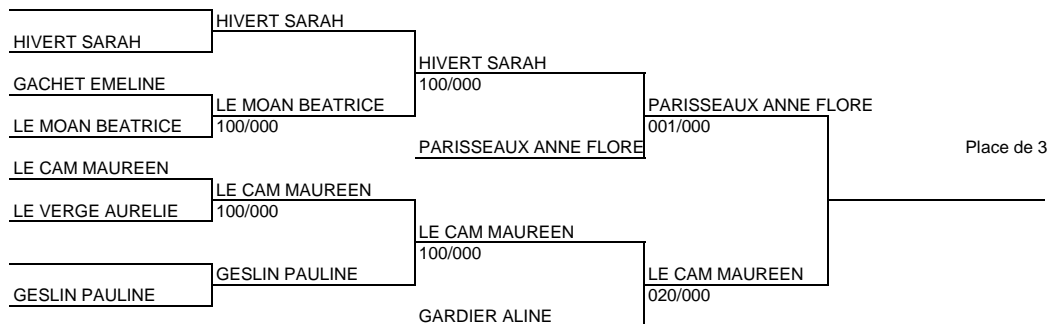 HIVERT SARAH
HIVERT SARAH
HIVERT SARAH
100/000
GACHET EMELINE
LE MOAN BEATRICE
100/000
LE MOAN BEATRICE
PARISSEAUX ANNE FLORE
001/000
PARISSEAUX ANNE FLORE
Place de 3
LE CAM MAUREEN
LE CAM MAUREEN
100/000
LE VERGE AURELIE
LE CAM MAUREEN
100/000
GESLIN PAULINE
GESLIN PAULINE
LE CAM MAUREEN
020/000
GARDIER ALINE